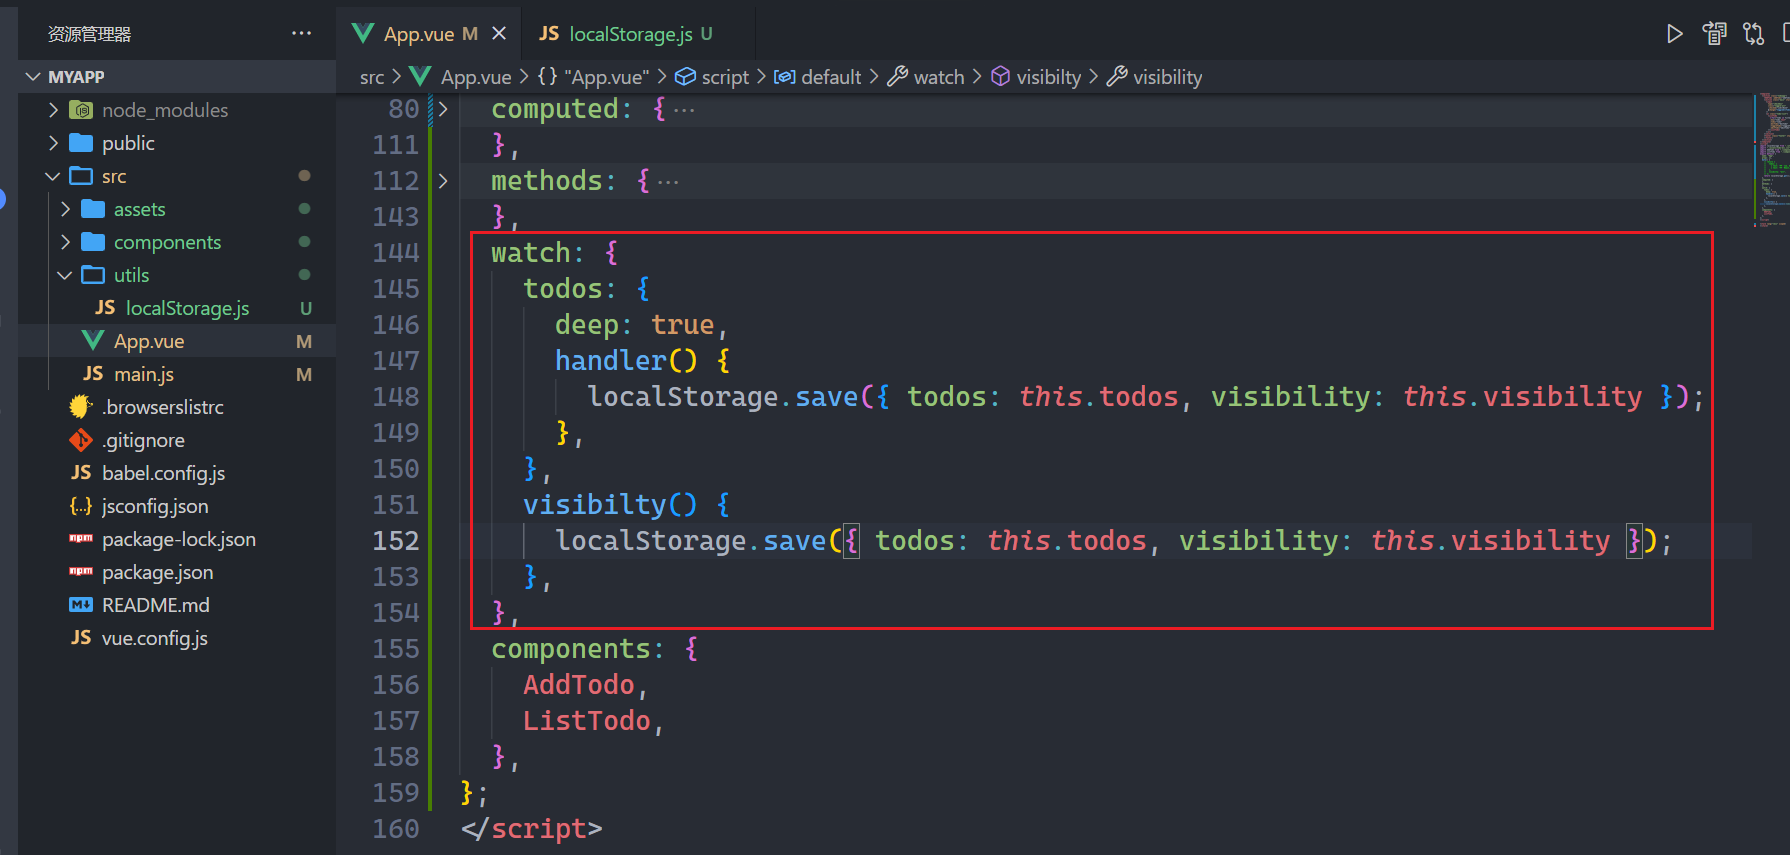 资源管理器 ···
MYAPP
node_modules
public
src
assets
components
utils
JS localStorage.js U
App.vue M
JS main.js M
.browserslistrc
.gitignore
JS babel.config.js
{..} jsconfig.json
npm package-lock.json
npm package.json
M↓ README.md
JS vue.config.js
App.vue M ×
JS localStorage.js U
src > App.vue > {} "App.vue" > script > default > watch > visibilty > visibility
80 computed: { ···
111 },
112 methods: { ···
143 },
144 watch: {
145 todos: {
146 deep: true,
147 handler() {
148 localStorage.save({ todos: this.todos, visibility: this.visibility });
149 },
150 },
151 visibilty() {
152 localStorage.save({ todos: this.todos, visibility: this.visibility });
153 },
154 },
155 components: {
156 AddTodo,
157 ListTodo,
158 },
159 };
160 </script>